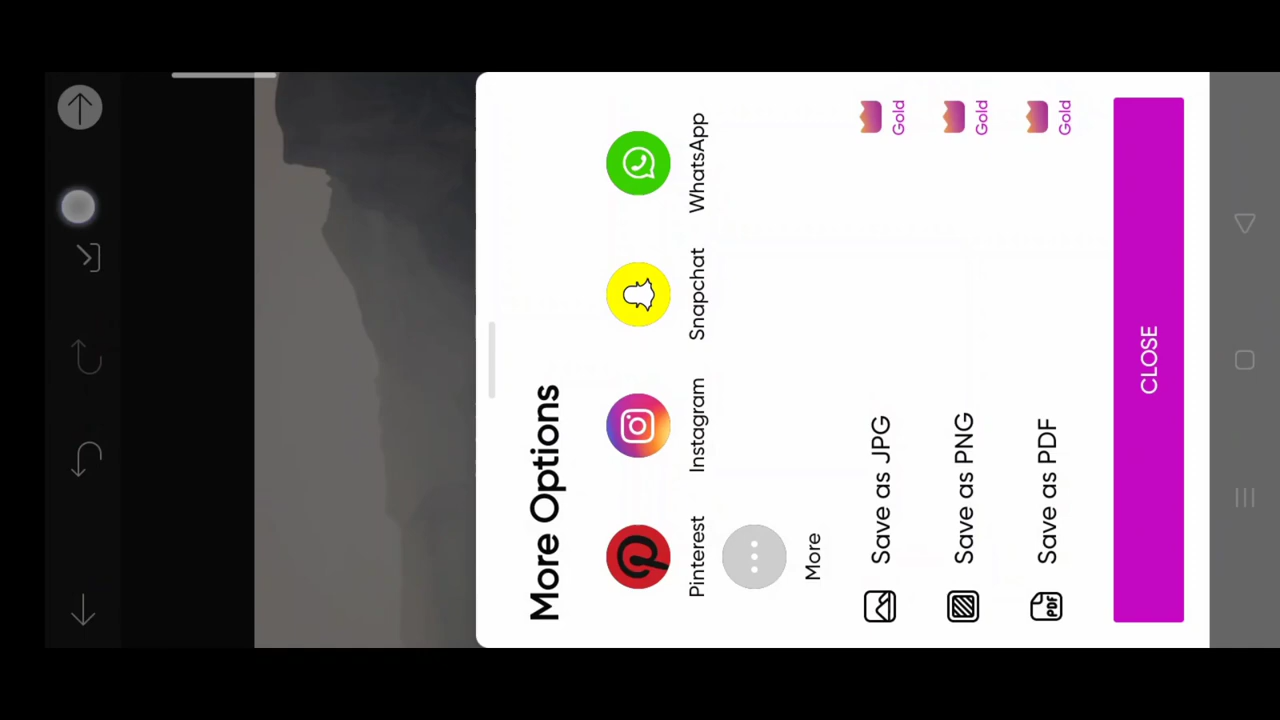 More Options
Pinterest
Instagram
Snapchat
WhatsApp
More
Save as JPG
Gold
Save as PNG
Gold
PDF
Save as PDF
Gold
CLOSE